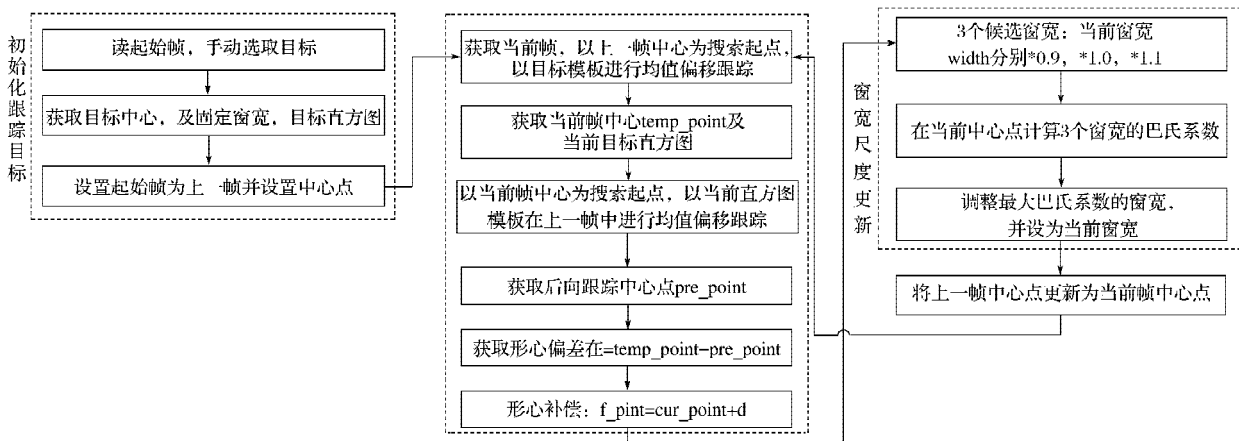 初始化跟踪目标
读起始帧，手动选取目标
获取目标中心，及固定窗宽，目标直方图
设置起始帧为上一帧并设置中心点
获取当前帧，以上一帧中心为搜索起点，
以目标模板进行均值偏移跟踪
获取当前帧中心temp_point及
当前目标直方图
以当前帧中心为搜索起点，以当前直方图
模板在上一帧中进行均值偏移跟踪
获取后向跟踪中心点pre_point
获取形心偏差在=temp_point-pre_point
形心补偿：f_pint=cur_point+d
窗宽尺度更新
3个候选窗宽：当前窗宽
width分别*0.9，*1.0，*1.1
在当前中心点计算3个窗宽的巴氏系数
调整最大巴氏系数的窗宽，
并设为当前窗宽
将上一帧中心点更新为当前帧中心点